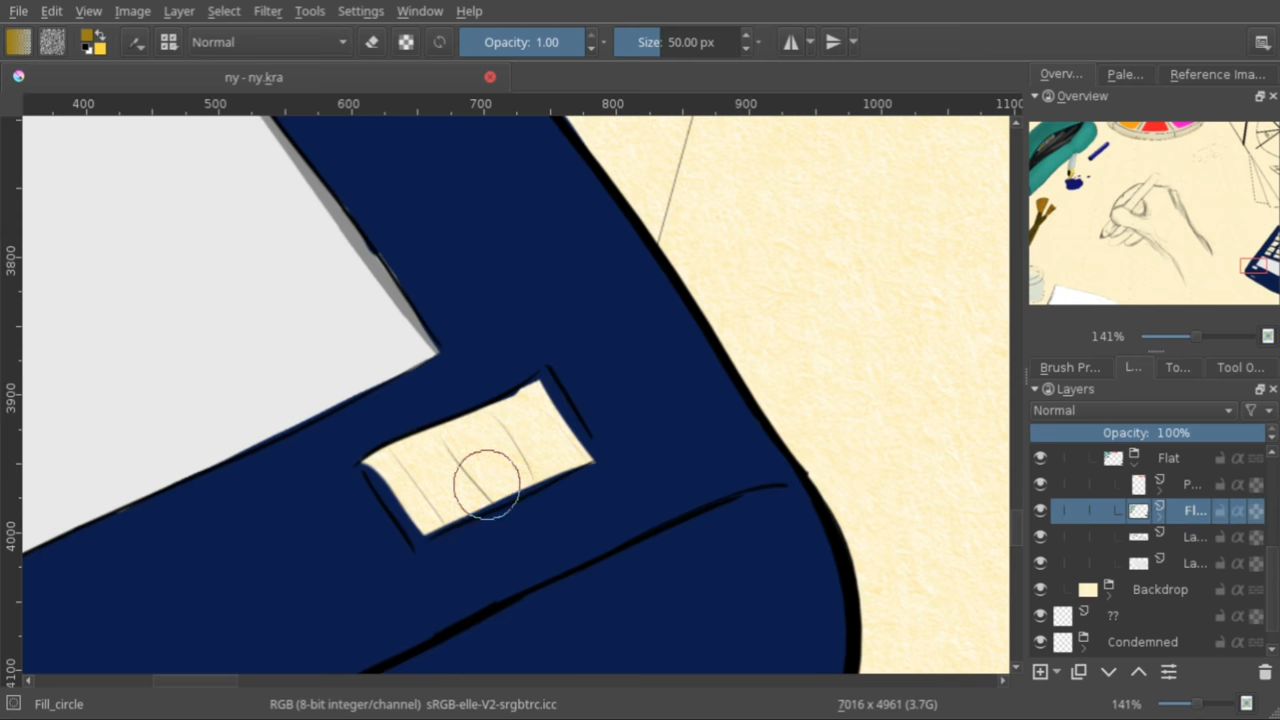 File Edit View Image Layer Select Filter Tools Settings Window Help
Normal Opacity: 1.00 Size: 50.00 px
ny - ny.kra
Overv... Pale... Reference Ima...
Overview
400 500 600 700 800 900 1000 1100
3800
3900
4000
4100
141%
Brush Pr... L... To... Tool O...
Layers
Normal
Opacity: 100%
Flat
P...
Fl...
La...
La...
Backdrop
??
Condemned
Fill_circle RGB (8-bit integer/channel) sRGB-elle-V2-srgbtrc.icc 7016 x 4961 (3.7G) 141%